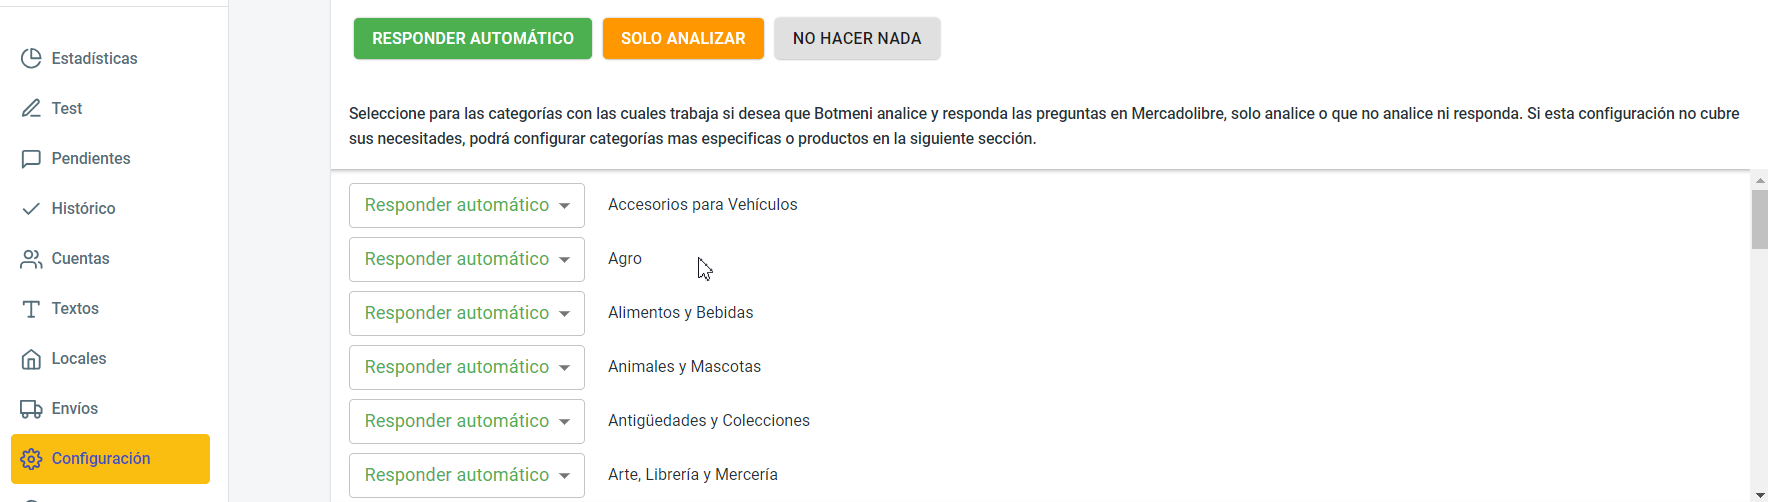 Estadísticas
Test
Pendientes
Histórico
Cuentas
Textos
Locales
Envíos
Configuración
RESPONDER AUTOMÁTICO
SOLO ANALIZAR
NO HACER NADA
Seleccione para las categorías con las cuales trabaja si desea que Botmeni analice y responda las preguntas en Mercadolibre, solo analice o que no analice ni responda. Si esta configuración no cubre
sus necesitades, podrá configurar categorías mas especificas o productos en la siguiente sección.
Responder automático Accesorios para Vehículos
Responder automático Agro
Responder automático Alimentos y Bebidas
Responder automático Animales y Mascotas
Responder automático Antigüedades y Colecciones
Responder automático Arte, Librería y Mercería